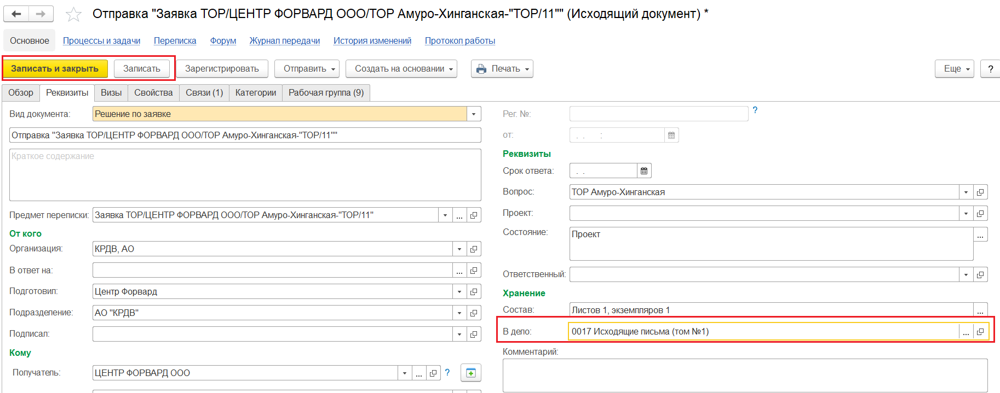 Отправка "Заявка ТОР/ЦЕНТР ФОРВАРД ООО/ТОР Амуро-Хинганская-"ТОР/11"" (Исходящий документ) *
Основное Процессы и задачи Переписка Форум Журнал передачи История изменений Протокол работы
Записать и закрыть Записать Зарегистрировать Отправить Создать на основании Печать Еще ?
Обзор Реквизиты Визы Свойства Связи (1) Категории Рабочая группа (9)
Вид документа: Решение по заявке
Отправка "Заявка ТОР/ЦЕНТР ФОРВАРД ООО/ТОР Амуро-Хинганская-"ТОР/11""
Краткое содержание
Предмет переписки: Заявка ТОР/ЦЕНТР ФОРВАРД ООО/ТОР Амуро-Хинганская-"ТОР/11" ...
От кого
Организация: КРДВ, АО
В ответ на: ...
Подготовил: Центр Форвард
Подразделение: АО "КРДВ"
Подписал:
Кому
Получатель: ЦЕНТР ФОРВАРД ООО ... ?
Рег. №: ?
от: . . :
Реквизиты
Срок ответа: . .
Вопрос: ТОР Амуро-Хинганская
Проект:
Состояние: Проект ...
Ответственный:
Хранение
Состав: Листов 1, экземпляров 1 ...
В дело: 0017 Исходящие письма (том №1) ...
Комментарий: